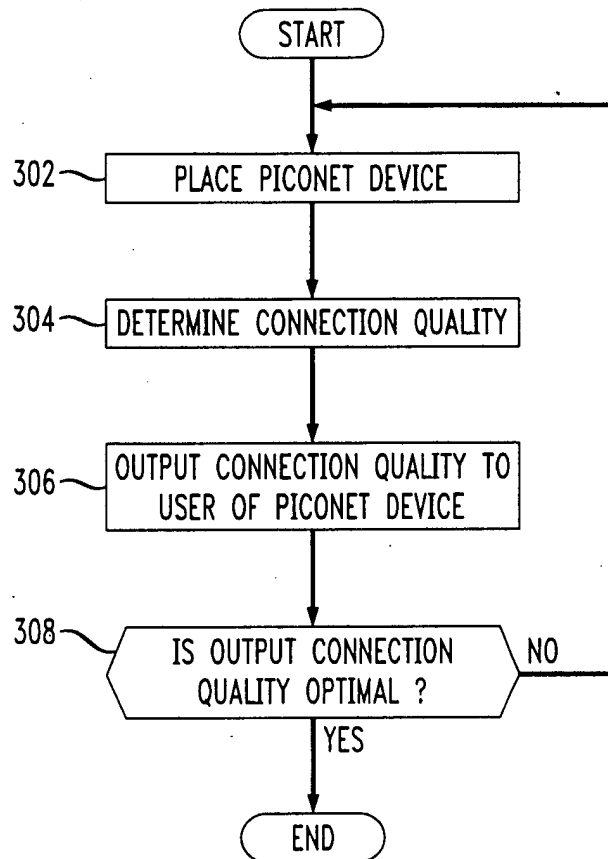 START
302
PLACE PICONET DEVICE
304
DETERMINE CONNECTION QUALITY
306
OUTPUT CONNECTION QUALITY TO
USER OF PICONET DEVICE
308
IS OUTPUT CONNECTION
QUALITY OPTIMAL ?
NO
YES
END